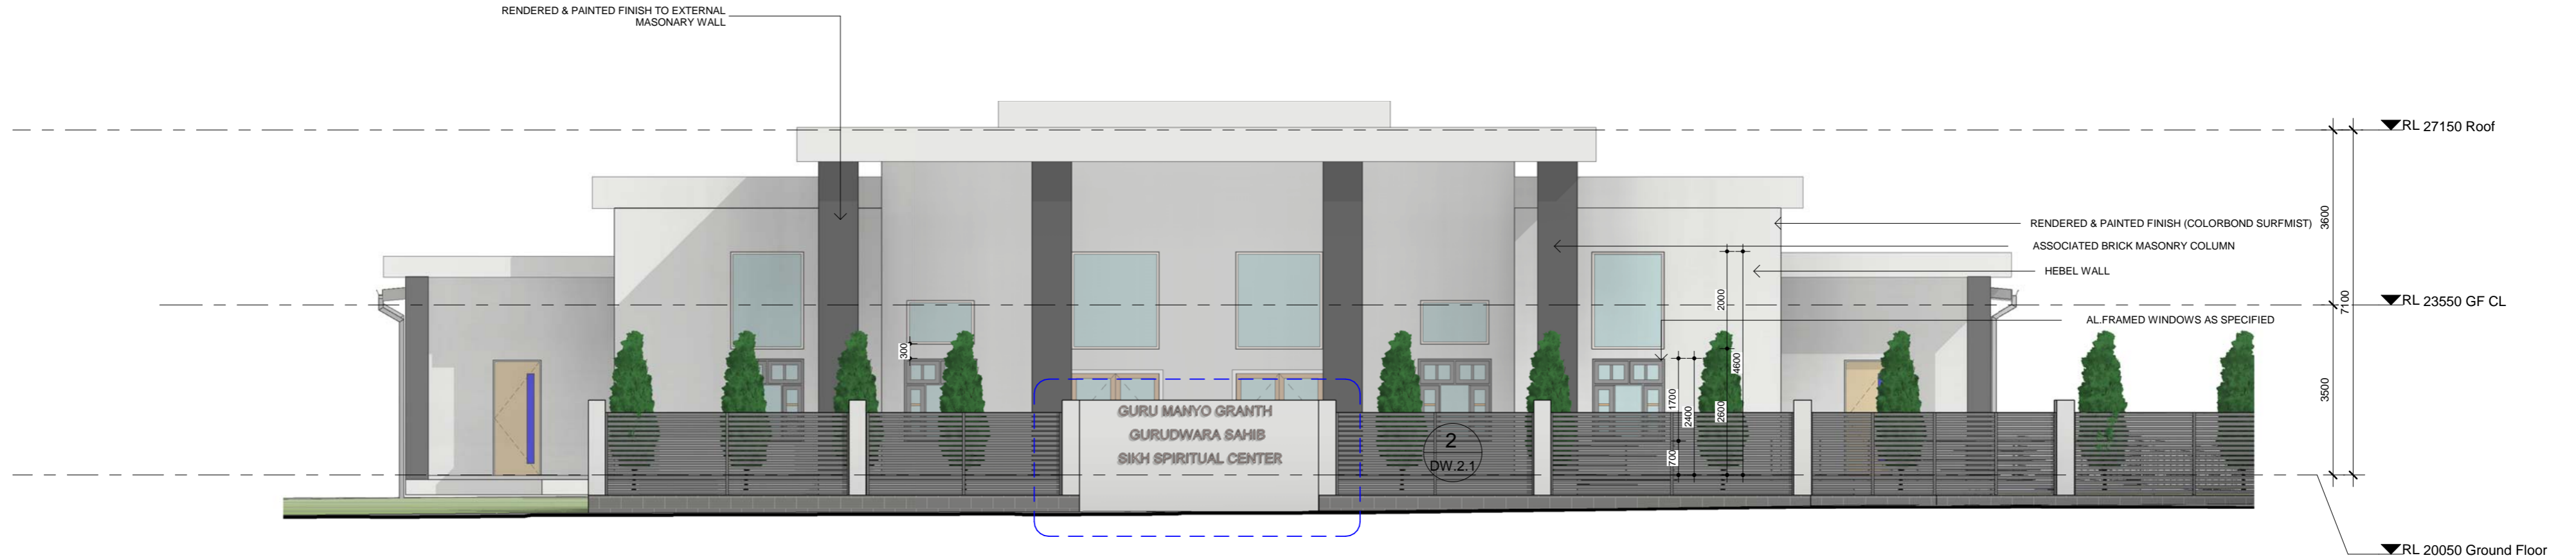 RENDERED & PAINTED FINISH TO EXTERNAL
MASONARY WALL
RL 27150 Roof
3600
RENDERED & PAINTED FINISH (COLORBOND SURFMIST)
ASSOCIATED BRICK MASONRY COLUMN
HEBEL WALL
2000
7100
RL 23550 GF CL
AL.FRAMED WINDOWS AS SPECIFIED
300
4600
3500
1700
2400
2600
700
GURU MANYO GRANTH
GURUDWARA SAHIB
SIKH SPIRITUAL CENTER
2
DW.2.1
RL 20050 Ground Floor